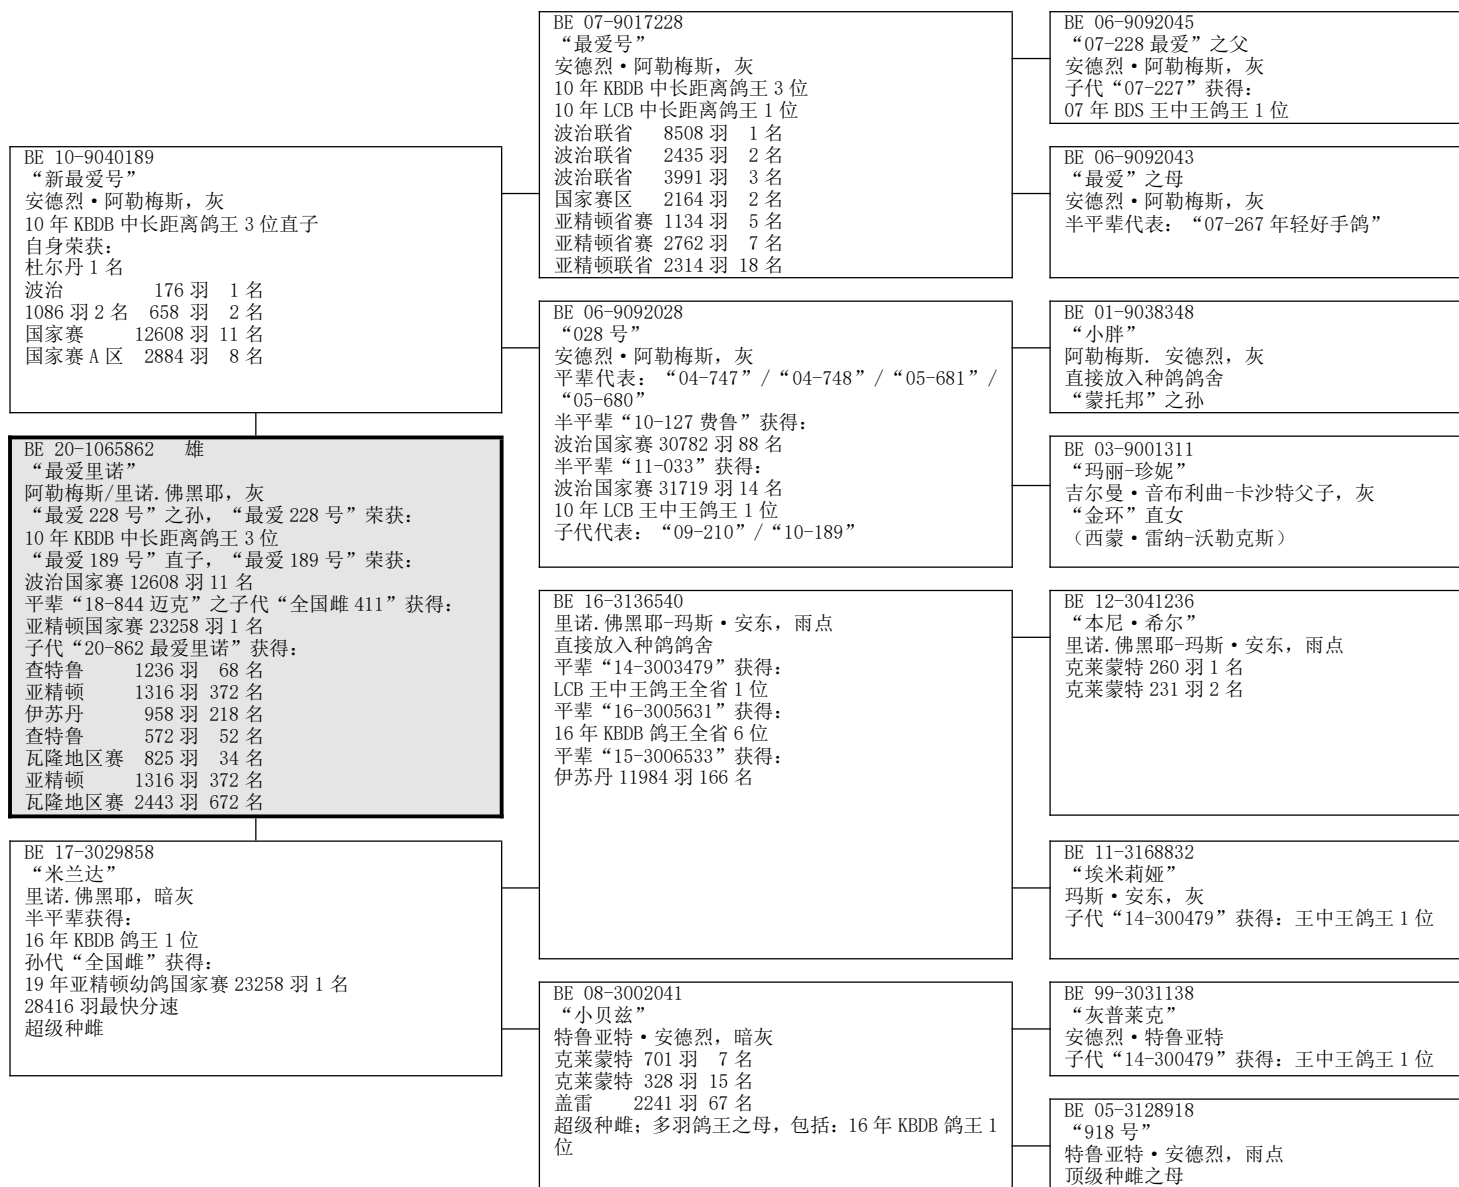 BE 10-9040189
“新最爱号”
安德烈·阿勒梅斯，灰
10 年 KBDB 中长距离鸽王 3 位直子
自身荣获：
杜尔丹 1 名
波治 176 羽 1 名
1086 羽 2 名 658 羽 2 名
国家赛 12608 羽 11 名
国家赛 A 区 2884 羽 8 名
BE 20-1065862 雄
“最爱里诺”
阿勒梅斯/里诺.佛黑耶，灰
“最爱 228 号”之孙，“最爱 228 号”荣获：
10 年 KBDB 中长距离鸽王 3 位
“最爱 189 号”直子，“最爱 189 号”荣获：
波治国家赛 12608 羽 11 名
平辈“18-844 迈克”之子代“全国雌 411”获得：
亚精顿国家赛 23258 羽 1 名
子代“20-862 最爱里诺”获得：
查特鲁 1236 羽 68 名
亚精顿 1316 羽 372 名
伊苏丹 958 羽 218 名
查特鲁 572 羽 52 名
瓦隆地区赛 825 羽 34 名
亚精顿 1316 羽 372 名
瓦隆地区赛 2443 羽 672 名
BE 17-3029858
“米兰达”
里诺.佛黑耶，暗灰
半平辈获得：
16 年 KBDB 鸽王 1 位
孙代“全国雌”获得：
19 年亚精顿幼鸽国家赛 23258 羽 1 名
28416 羽最快分速
超级种雌
BE 07-9017228
“最爱号”
安德烈·阿勒梅斯，灰
10 年 KBDB 中长距离鸽王 3 位
10 年 LCB 中长距离鸽王 1 位
波治联省 8508 羽 1 名
波治联省 2435 羽 2 名
波治联省 3991 羽 3 名
国家赛区 2164 羽 2 名
亚精顿省赛 1134 羽 5 名
亚精顿省赛 2762 羽 7 名
亚精顿联省 2314 羽 18 名
BE 06-9092028
“028 号”
安德烈·阿勒梅斯，灰
平辈代表：“04-747”/“04-748”/“05-681”/
“05-680”
半平辈“10-127 费鲁”获得：
波治国家赛 30782 羽 88 名
半平辈“11-033”获得：
波治国家赛 31719 羽 14 名
10 年 LCB 王中王鸽王 1 位
子代代表：“09-210”/“10-189”
BE 16-3136540
里诺.佛黑耶-玛斯·安东，雨点
直接放入种鸽鸽舍
平辈“14-3003479”获得：
LCB 王中王鸽王全省 1 位
平辈“16-3005631”获得：
16 年 KBDB 鸽王全省 6 位
平辈“15-3006533”获得：
伊苏丹 11984 羽 166 名
BE 08-3002041
“小贝兹”
特鲁亚特·安德烈，暗灰
克莱蒙特 701 羽 7 名
克莱蒙特 328 羽 15 名
盖雷 2241 羽 67 名
超级种雌；多羽鸽王之母，包括：16 年 KBDB 鸽王 1
位
BE 06-9092045
“07-228 最爱”之父
安德烈·阿勒梅斯，灰
子代“07-227”获得：
07 年 BDS 王中王鸽王 1 位
BE 06-9092043
“最爱”之母
安德烈·阿勒梅斯，灰
半平辈代表：“07-267 年轻好手鸽”
BE 01-9038348
“小胖”
阿勒梅斯. 安德烈，灰
直接放入种鸽鸽舍
“蒙托邦”之孙
BE 03-9001311
“玛丽-珍妮”
吉尔曼·音布利曲-卡沙特父子，灰
“金环”直女
（西蒙·雷纳-沃勒克斯）
BE 12-3041236
“本尼·希尔”
里诺.佛黑耶-玛斯·安东，雨点
克莱蒙特 260 羽 1 名
克莱蒙特 231 羽 2 名
BE 11-3168832
“埃米莉娅”
玛斯·安东，灰
子代“14-300479”获得：王中王鸽王 1 位
BE 99-3031138
“灰普莱克”
安德烈·特鲁亚特
子代“14-300479”获得：王中王鸽王 1 位
BE 05-3128918
“918 号”
特鲁亚特·安德烈，雨点
顶级种雌之母